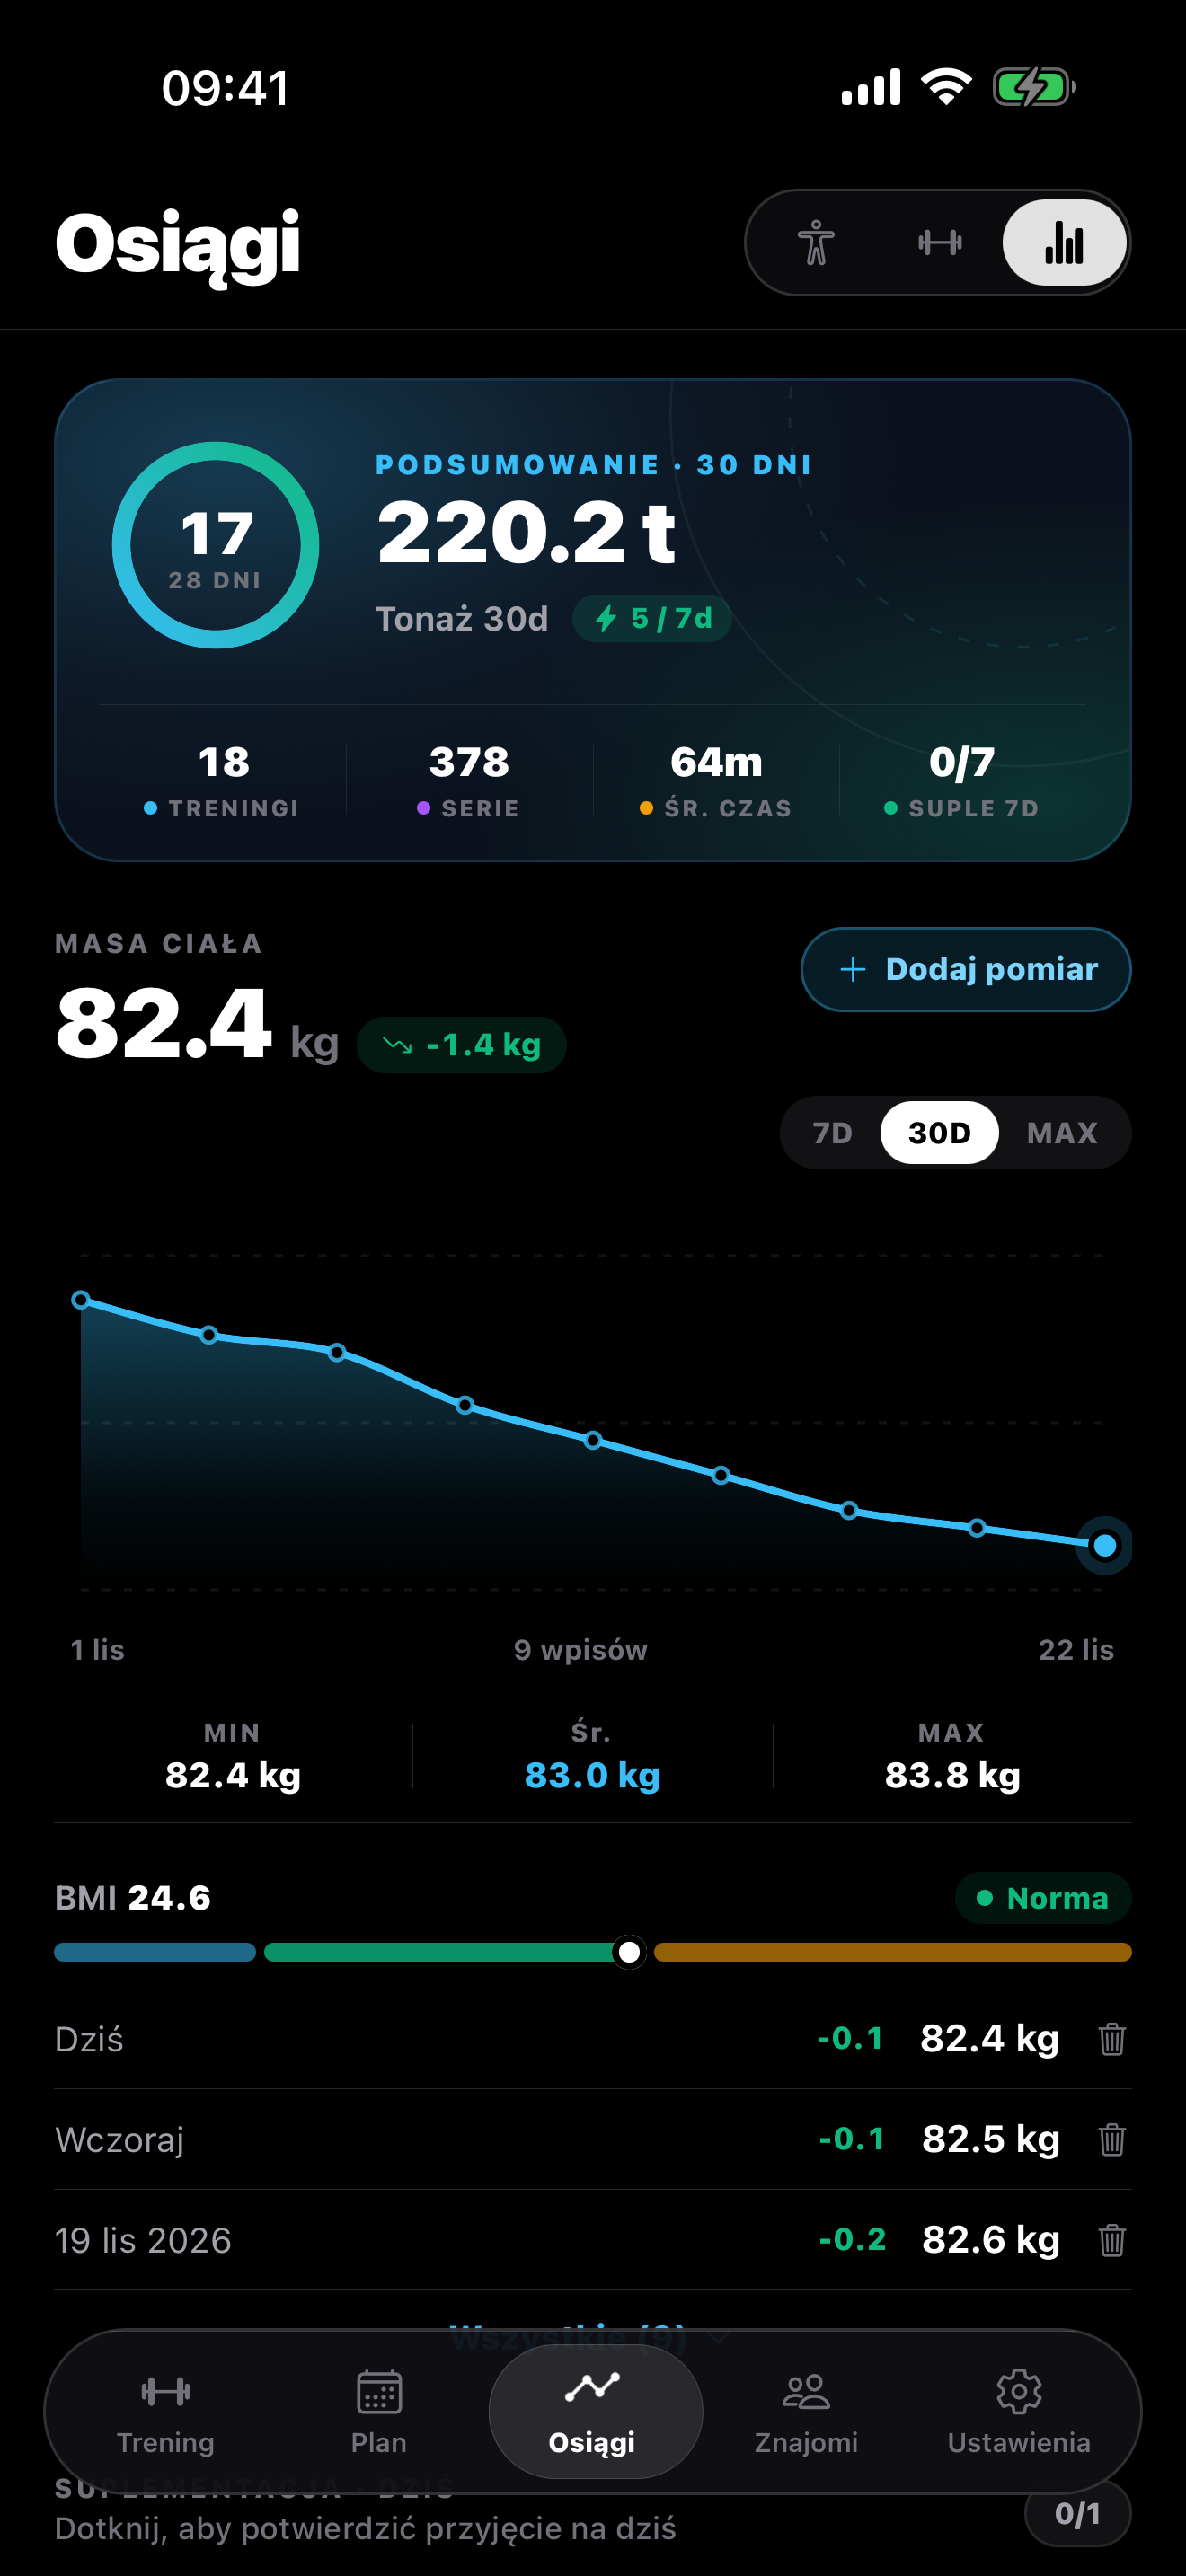 09:41
Osiągi
PODSUMOWANIE · 30 DNI
17
28 DNI
220.2 t
Tonaż 30d
5 / 7d
18
TRENINGI
378
SERIE
64m
ŚR. CZAS
0/7
SUPLE 7D
MASA CIAŁA
Dodaj pomiar
82.4 kg
-1.4 kg
7D
30D
MAX
1 lis
9 wpisów
22 lis
MIN
82.4 kg
Śr.
83.0 kg
MAX
83.8 kg
BMI 24.6
Norma
Dziś
-0.1
82.4 kg
Wczoraj
-0.1
82.5 kg
19 lis 2026
-0.2
82.6 kg
Wszystkie (9)
Trening
Plan
Osiągi
Znajomi
Ustawienia
SUPLEMENTACJA · DZIŚ
Dotknij, aby potwierdzić przyjęcie na dziś
0/1